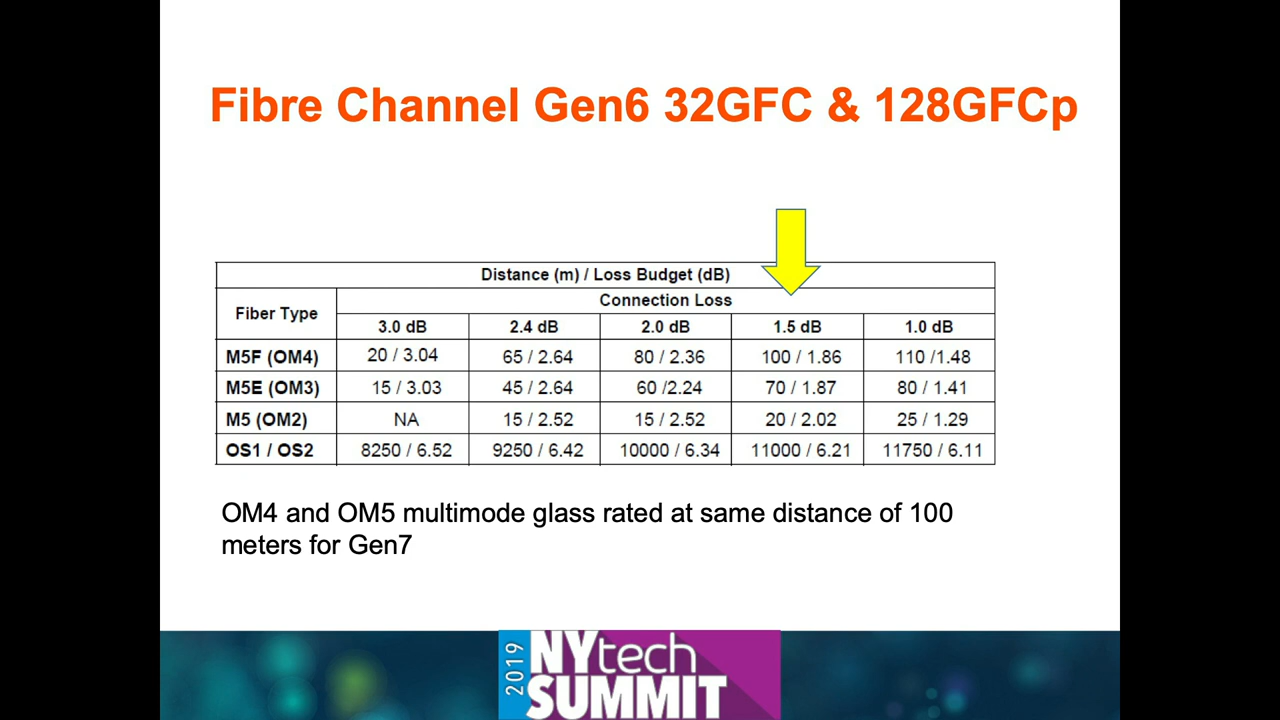 Fibre Channel Gen6 32GFC & 128GFCp
Distance (m) / Loss Budget (dB)
Fiber Type
Connection Loss
3.0 dB 2.4 dB 2.0 dB 1.5 dB 1.0 dB
M5F (OM4) 20 / 3.04 65 / 2.64 80 / 2.36 100 / 1.86 110 /1.48
M5E (OM3) 15 / 3.03 45 / 2.64 60 /2.24 70 / 1.87 80 / 1.41
M5 (OM2) NA 15 / 2.52 15 / 2.52 20 / 2.02 25 / 1.29
OS1 / OS2 8250 / 6.52 9250 / 6.42 10000 / 6.34 11000 / 6.21 11750 / 6.11
OM4 and OM5 multimode glass rated at same distance of 100
meters for Gen7
2019
NYtech
SUMMIT